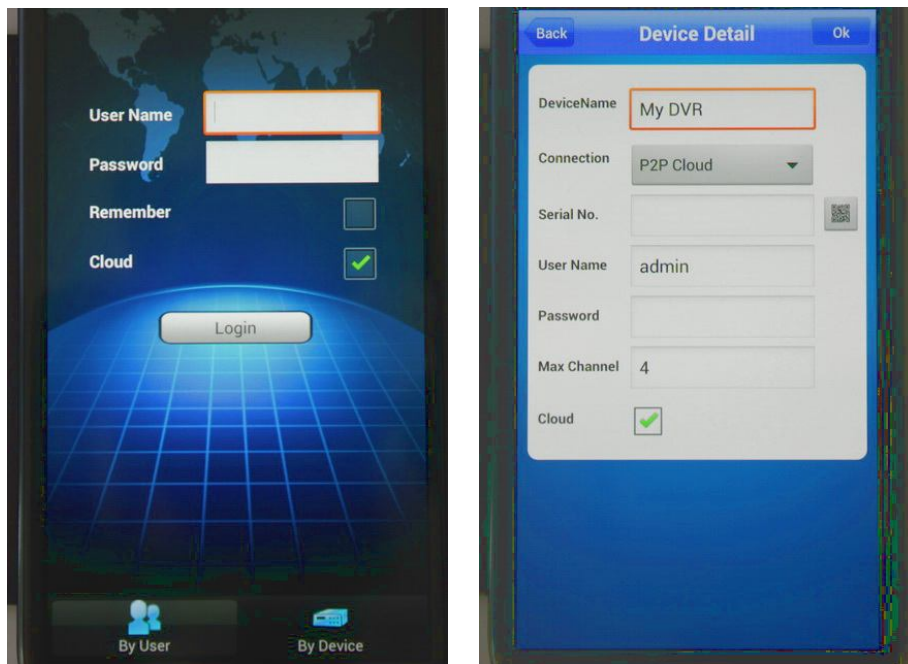 User Name
Password
Remember
Cloud
Login
By User
By Device
Back
Device Detail
Ok
DeviceName
My DVR
Connection
P2P Cloud
Serial No.
User Name
admin
Password
Max Channel
4
Cloud